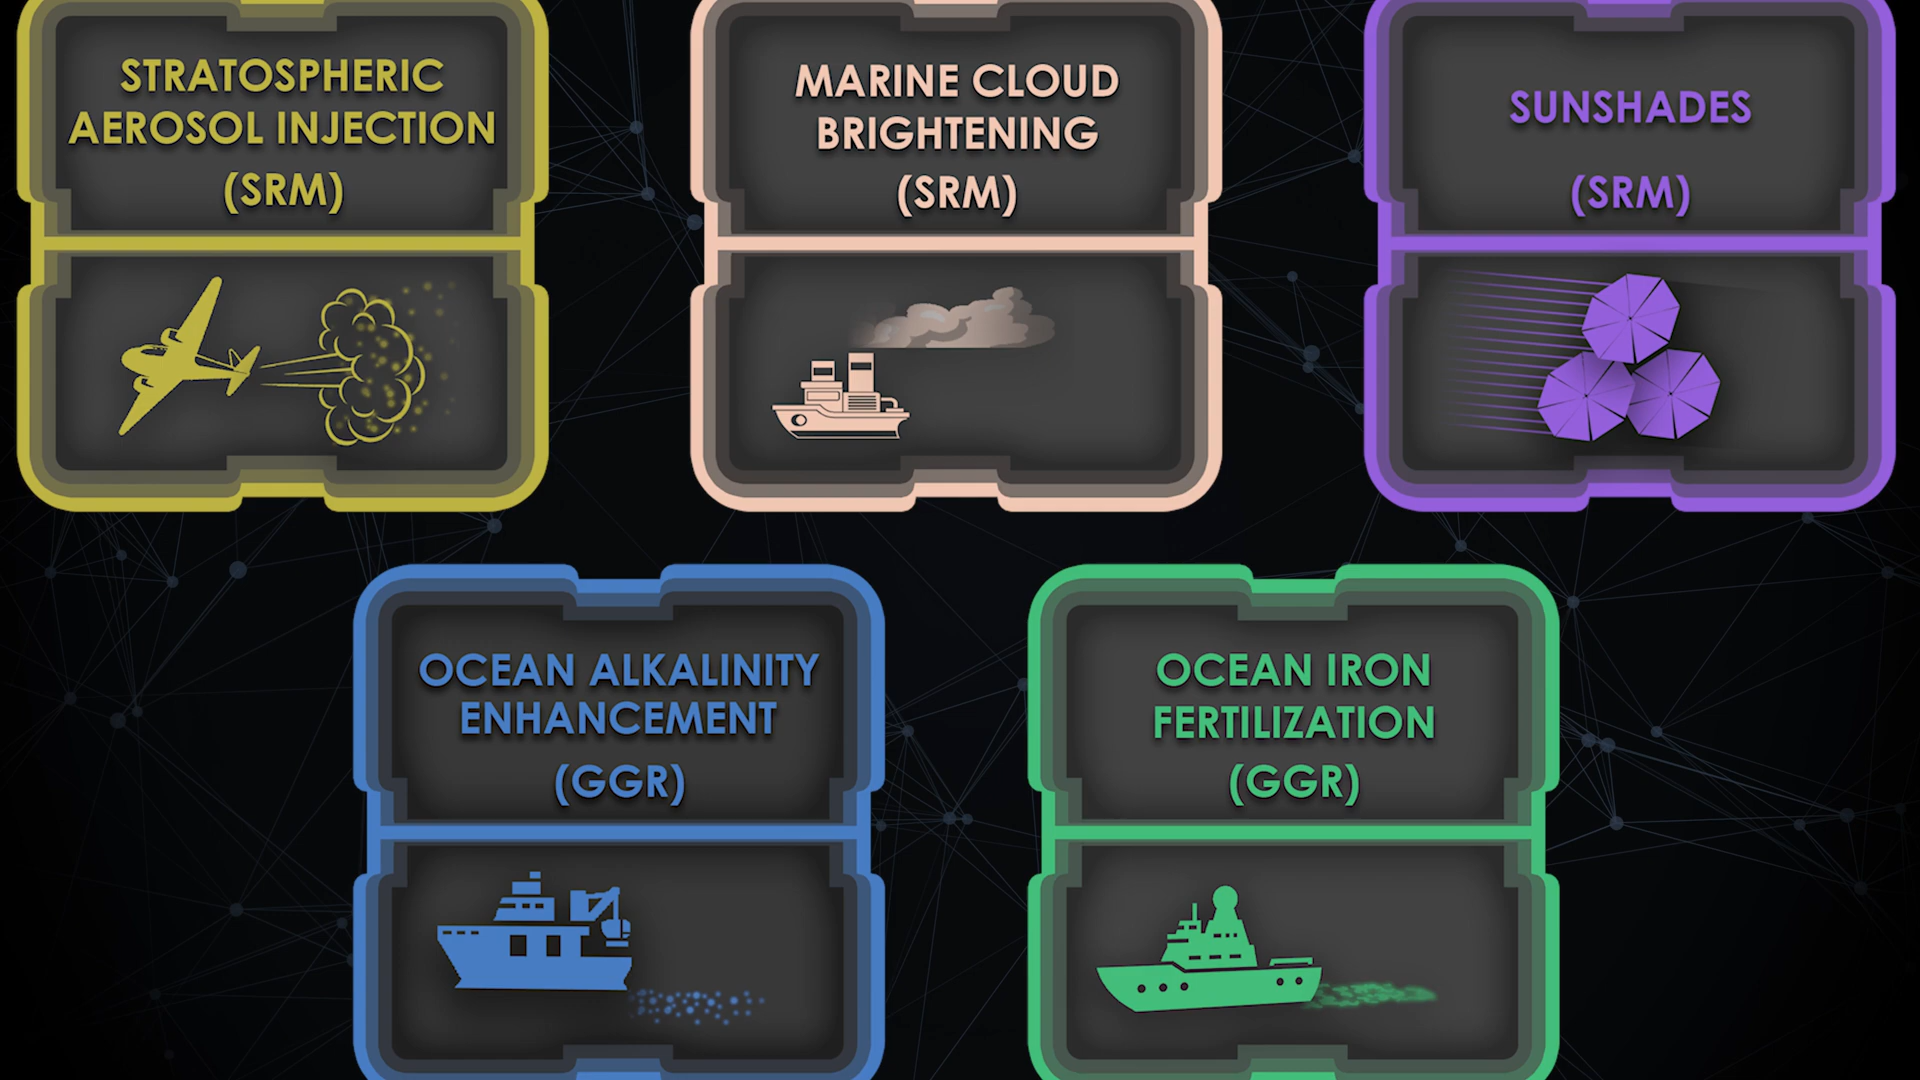 STRATOSPHERIC
AEROSOL INJECTION
(SRM)
MARINE CLOUD
BRIGHTENING
(SRM)
SUNSHADES
(SRM)
OCEAN ALKALINITY
ENHANCEMENT
(GGR)
OCEAN IRON
FERTILIZATION
(GGR)